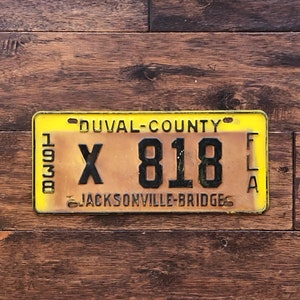 DUVAL-COUNTY
1938
X 818
FLA
JACKSONVILLE-BRIDGE